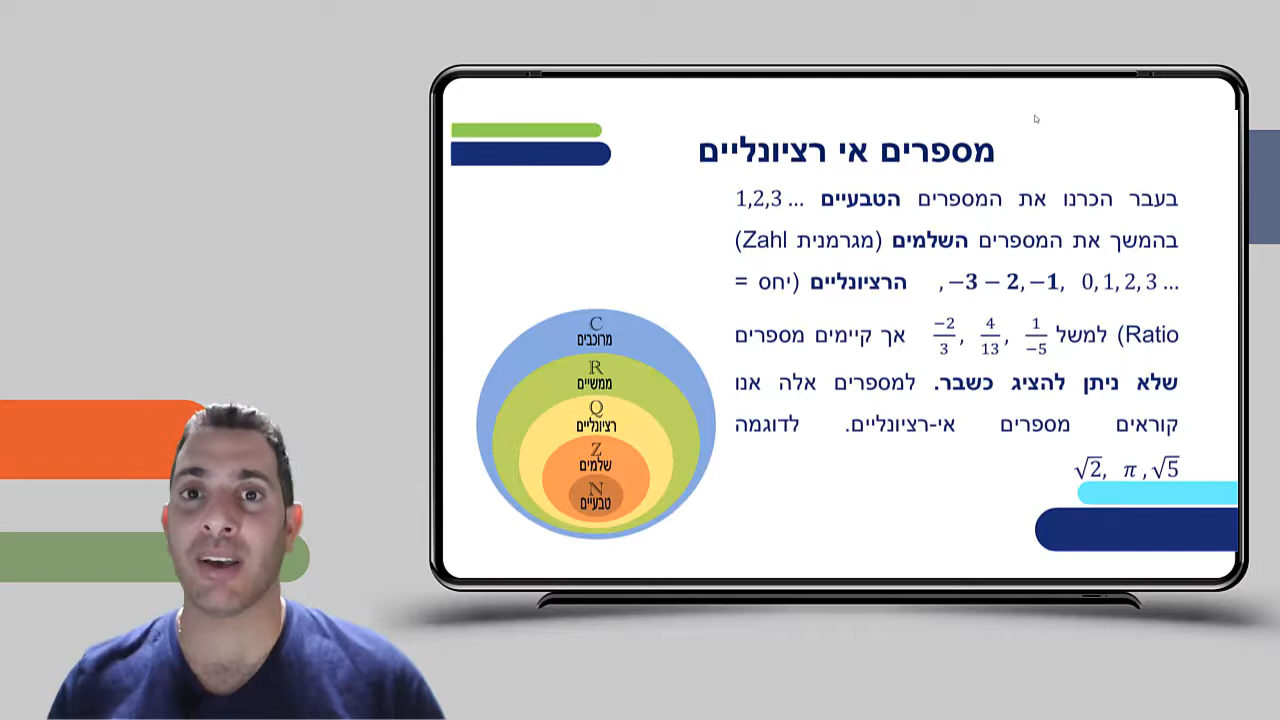 מספרים אי רציונליים
בעבר הכרנו את המספרים הטבעיים 1,2,3 ...
בהמשך את המספרים השלמים (מגרמנית Zahl)
... −3 − 2, −1, 0, 1, 2, 3, הרציונליים (יחס =
Ratio) למשל 1/−5, 4/13, −2/3 אך קיימים מספרים
שלא ניתן להציג כשבר. למספרים אלה אנו
קוראים מספרים אי-רציונליים. לדוגמה
√2, π ,√5
C
מרוכבים
ℝ
ממשיים
Q
רציונליים
Z
שלמים
N
טבעיים